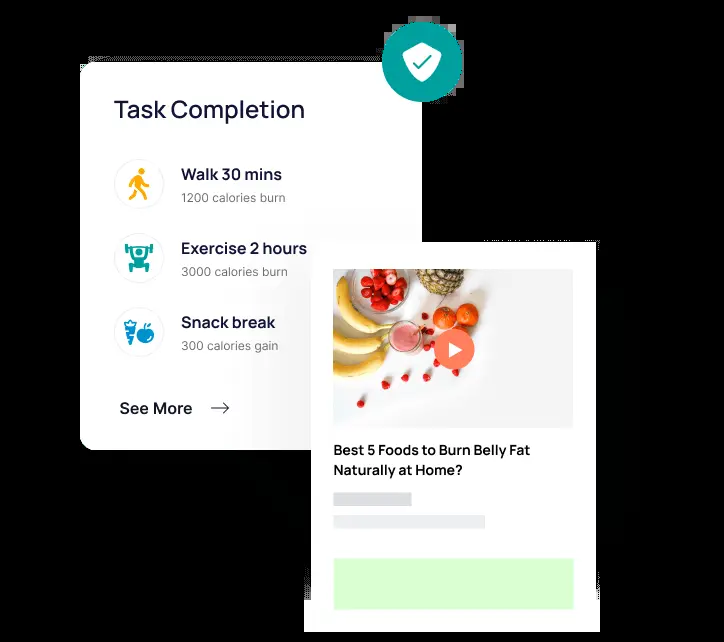 Task Completion
Walk 30 mins
1200 calories burn
Exercise 2 hours
3000 calories burn
Snack break
300 calories gain
See More
Best 5 Foods to Burn Belly Fat
Naturally at Home?